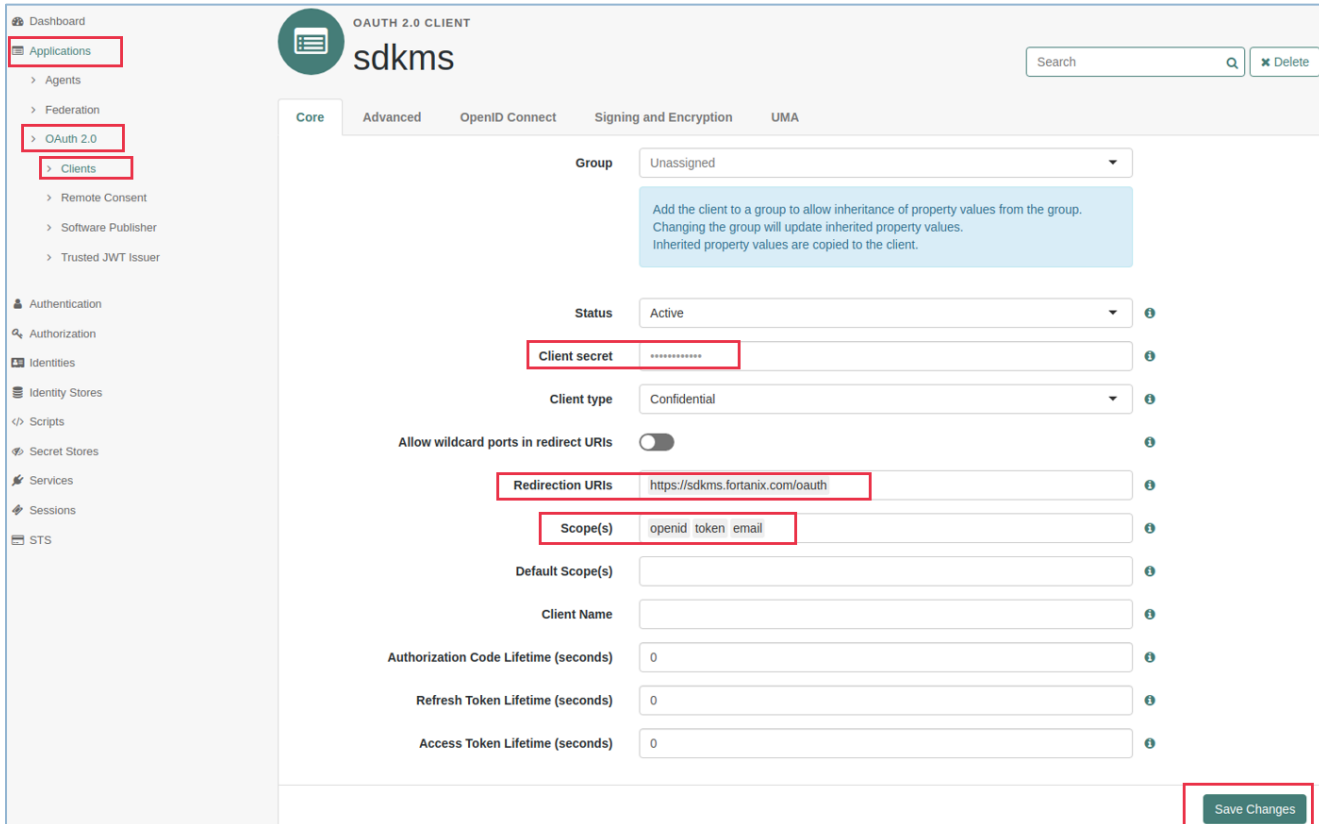 Dashboard
Applications
Agents
Federation
OAuth 2.0
Clients
Remote Consent
Software Publisher
Trusted JWT Issuer
Authentication
Authorization
Identities
Identity Stores
Scripts
Secret Stores
Services
Sessions
STS
OAUTH 2.0 CLIENT
sdkms
Search
Delete
Core Advanced OpenID Connect Signing and Encryption UMA
Group Unassigned
Add the client to a group to allow inheritance of property values from the group.
Changing the group will update inherited property values.
Inherited property values are copied to the client.
Status Active
Client secret ••••••••••••
Client type Confidential
Allow wildcard ports in redirect URIs
Redirection URIs https://sdkms.fortanix.com/oauth
Scope(s) openid token email
Default Scope(s)
Client Name
Authorization Code Lifetime (seconds) 0
Refresh Token Lifetime (seconds) 0
Access Token Lifetime (seconds) 0
Save Changes